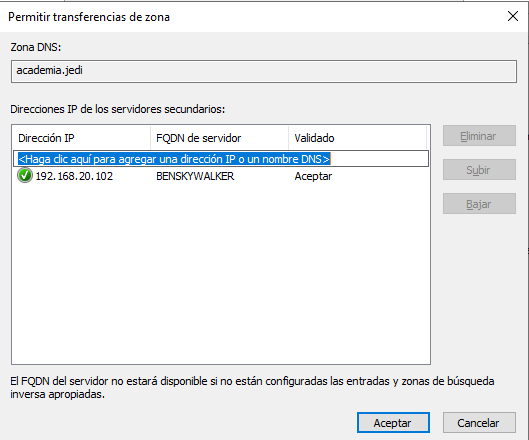 Permitir transferencias de zona
Zona DNS:
academia.jedi
Direcciones IP de los servidores secundarios:
Dirección IP FQDN de servidor Validado
<Haga clic aquí para agregar una dirección IP o un nombre DNS>
192.168.20.102 BENSKYWALKER Aceptar
Eliminar
Subir
Bajar
El FQDN del servidor no estará disponible si no están configuradas las entradas y zonas de búsqueda
inversa apropiadas.
Aceptar Cancelar